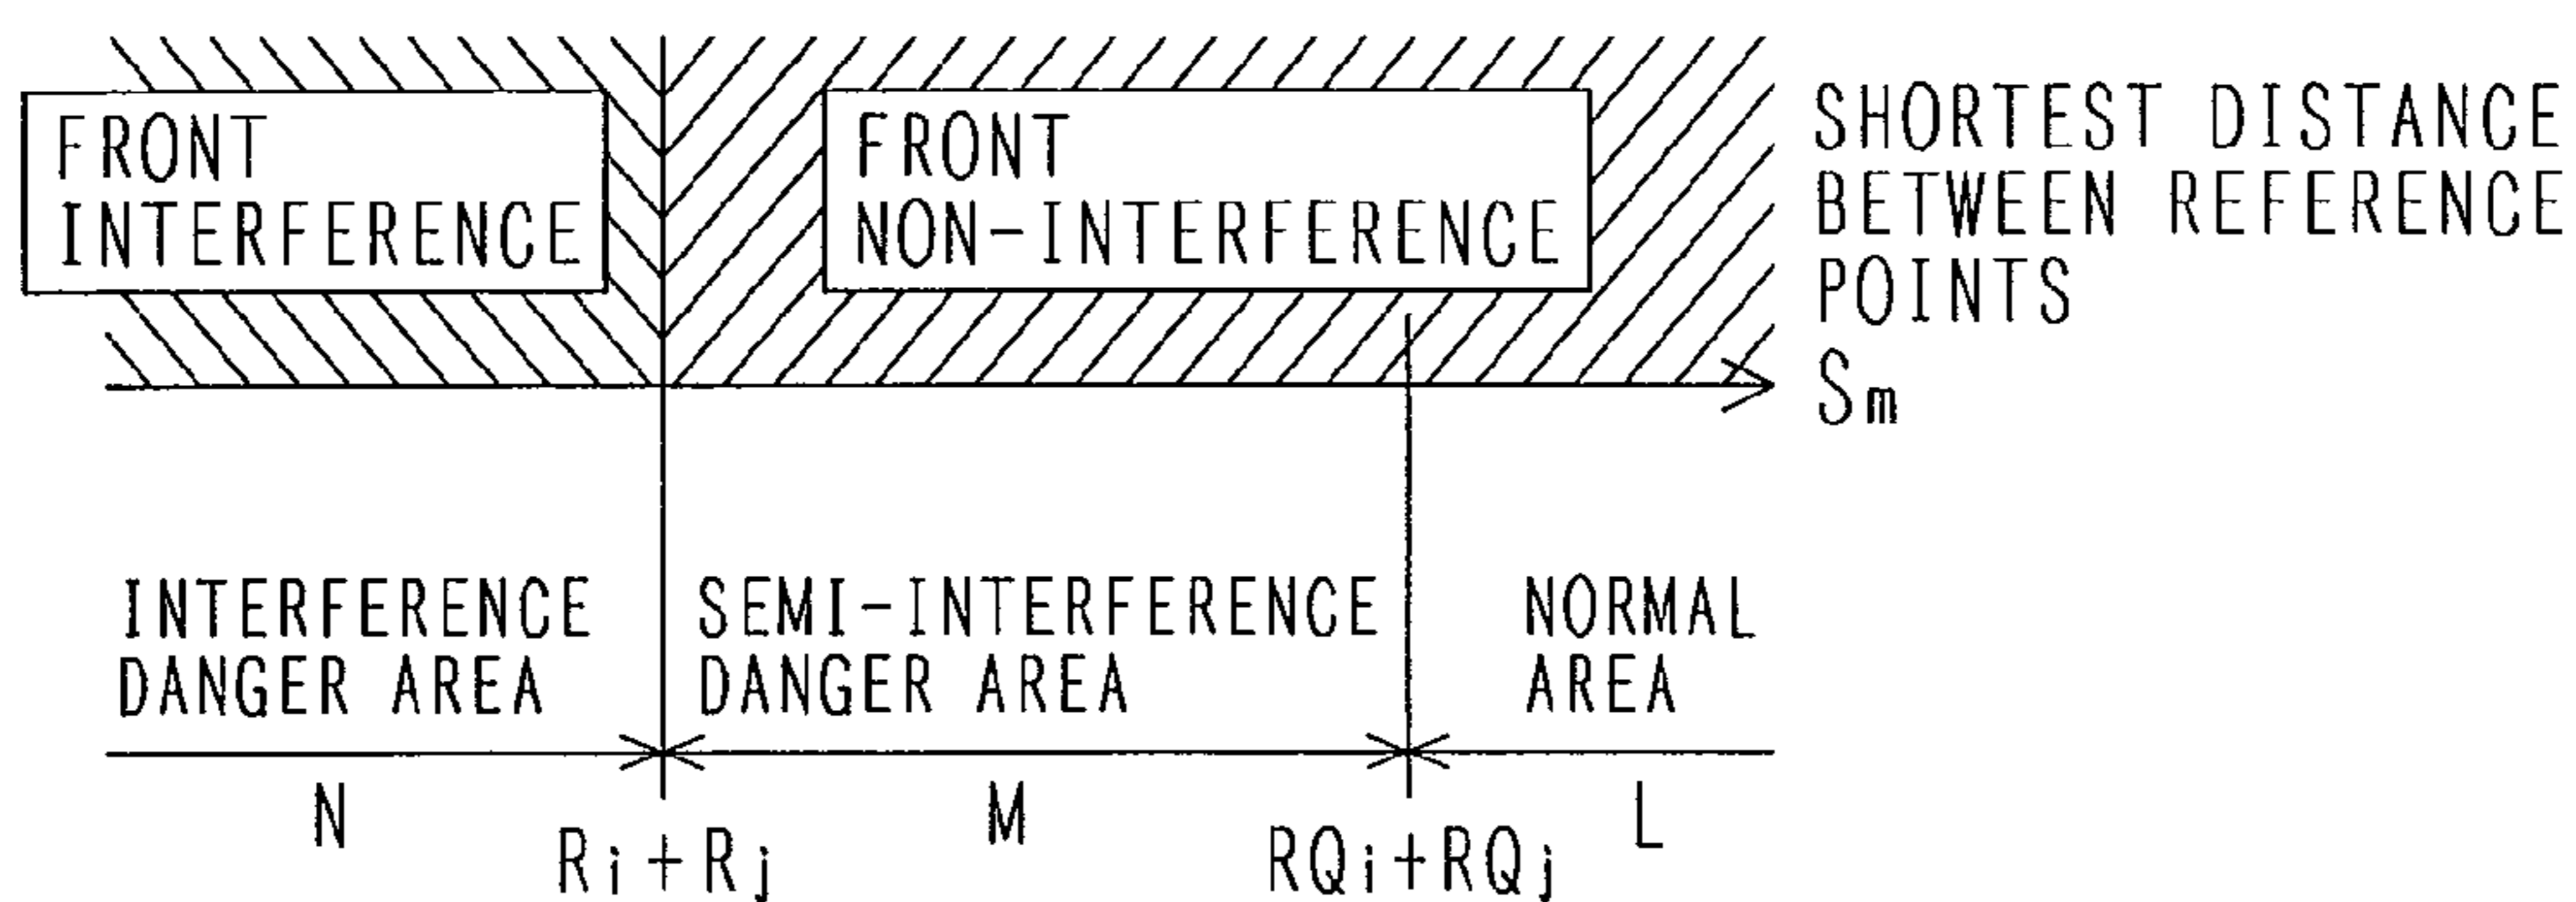 FRONT
INTERFERENCE
FRONT
NON-INTERFERENCE
SHORTEST DISTANCE
BETWEEN REFERENCE
POINTS
Sm
INTERFERENCE
DANGER AREA
SEMI-INTERFERENCE
DANGER AREA
NORMAL
AREA
N
M
L
Ri+Rj
RQi+RQj